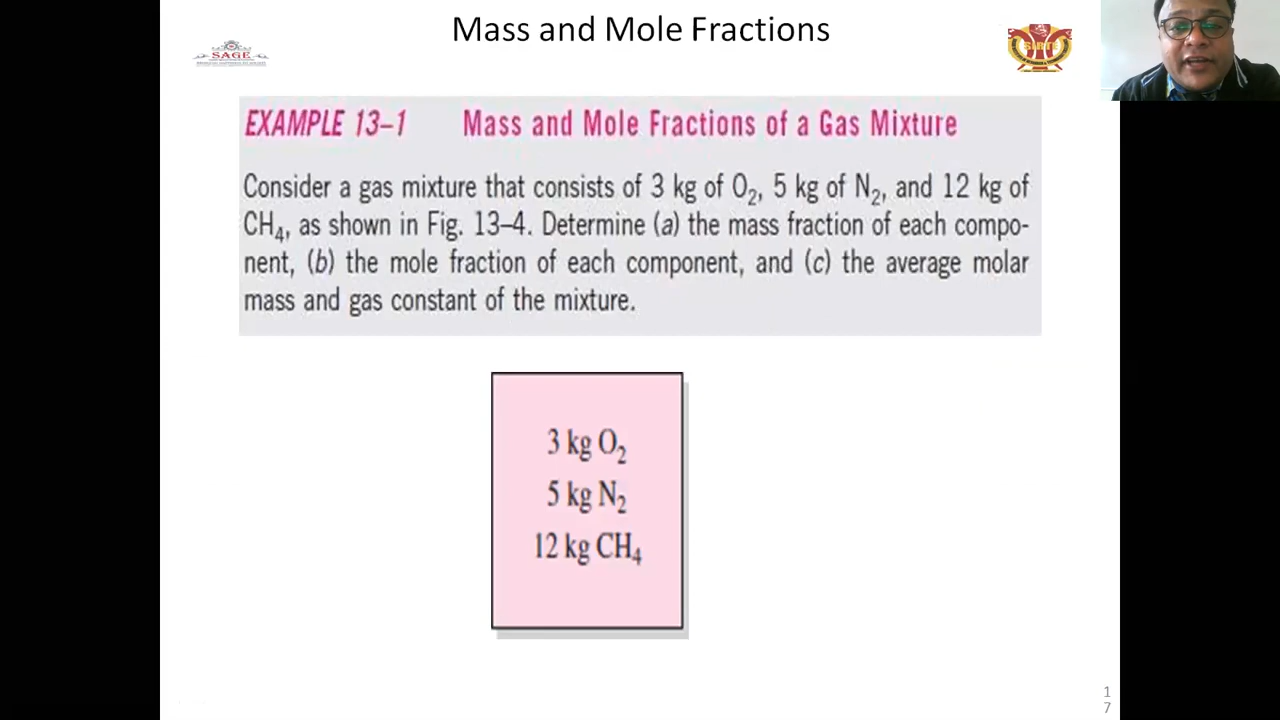 Mass and Mole Fractions
SAGE
SIRTE
EXAMPLE 13–1 Mass and Mole Fractions of a Gas Mixture
Consider a gas mixture that consists of 3 kg of O₂, 5 kg of N₂, and 12 kg of
CH₄, as shown in Fig. 13–4. Determine (a) the mass fraction of each compo-
nent, (b) the mole fraction of each component, and (c) the average molar
mass and gas constant of the mixture.
3 kg O₂
5 kg N₂
12 kg CH₄
1
7